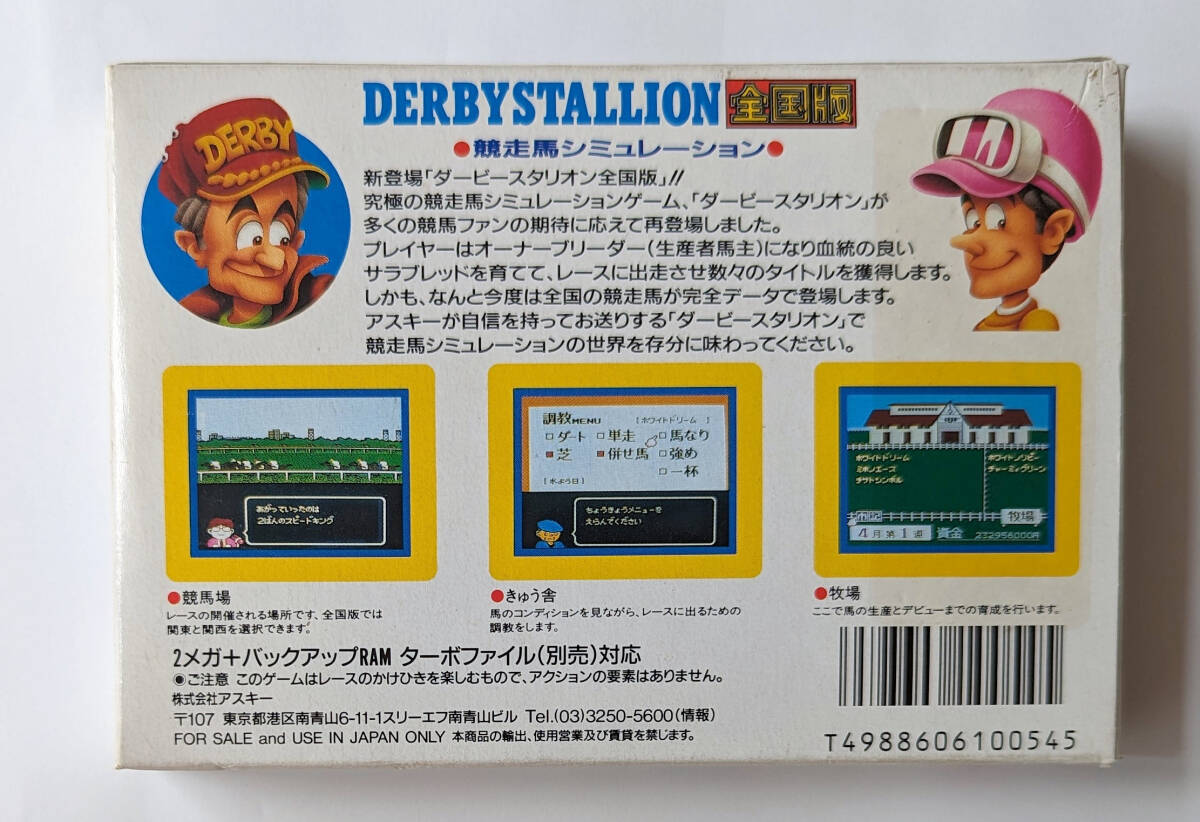 DERBY
DERBYSTALLION 全国版
●競走馬シミュレーション●
新登場「ダービースタリオン全国版」!!
究極の競走馬シミュレーションゲーム、「ダービースタリオン」が
多くの競馬ファンの期待に応えて再登場しました。
プレイヤーはオーナーブリーダー(生産者馬主)になり血統の良い
サラブレッドを育てて、レースに出走させ数々のタイトルを獲得します。
しかも、なんと今度は全国の競走馬が完全データで登場します。
アスキーが自信を持ってお送りする「ダービースタリオン」で
競走馬シミュレーションの世界を存分に味わってください。
あがっていったのは
2ばんのスピードキング
調教MENU [ホワイトドリーム ]
□ダート □単走 □馬なり
■芝 ■併せ馬 □強め
□一杯
[水よう日]
ちょうきょうメニューを
えらんでください
ホワイトドリーム ホワイトノリビー
ミホンエース チャーミィグリーン
チサトシンボル
牧場
4月第1週 資金 232956000円
●競馬場
レースの開催される場所です、全国版では
関東と関西を選択できます。
●きゅう舎
馬のコンディションを見ながら、レースに出るための
調教をします。
●牧場
ここで馬の生産とデビューまでの育成を行います。
2メガ+バックアップRAM ターボファイル(別売)対応
◉ご注意 このゲームはレースのかけひきを楽しむもので、アクションの要素はありません。
株式会社アスキー
〒107 東京都港区南青山6-11-1スリーエフ南青山ビル Tel.(03)3250-5600(情報)
FOR SALE and USE IN JAPAN ONLY 本商品の輸出、使用営業及び賃貸を禁じます。
T4988606100545